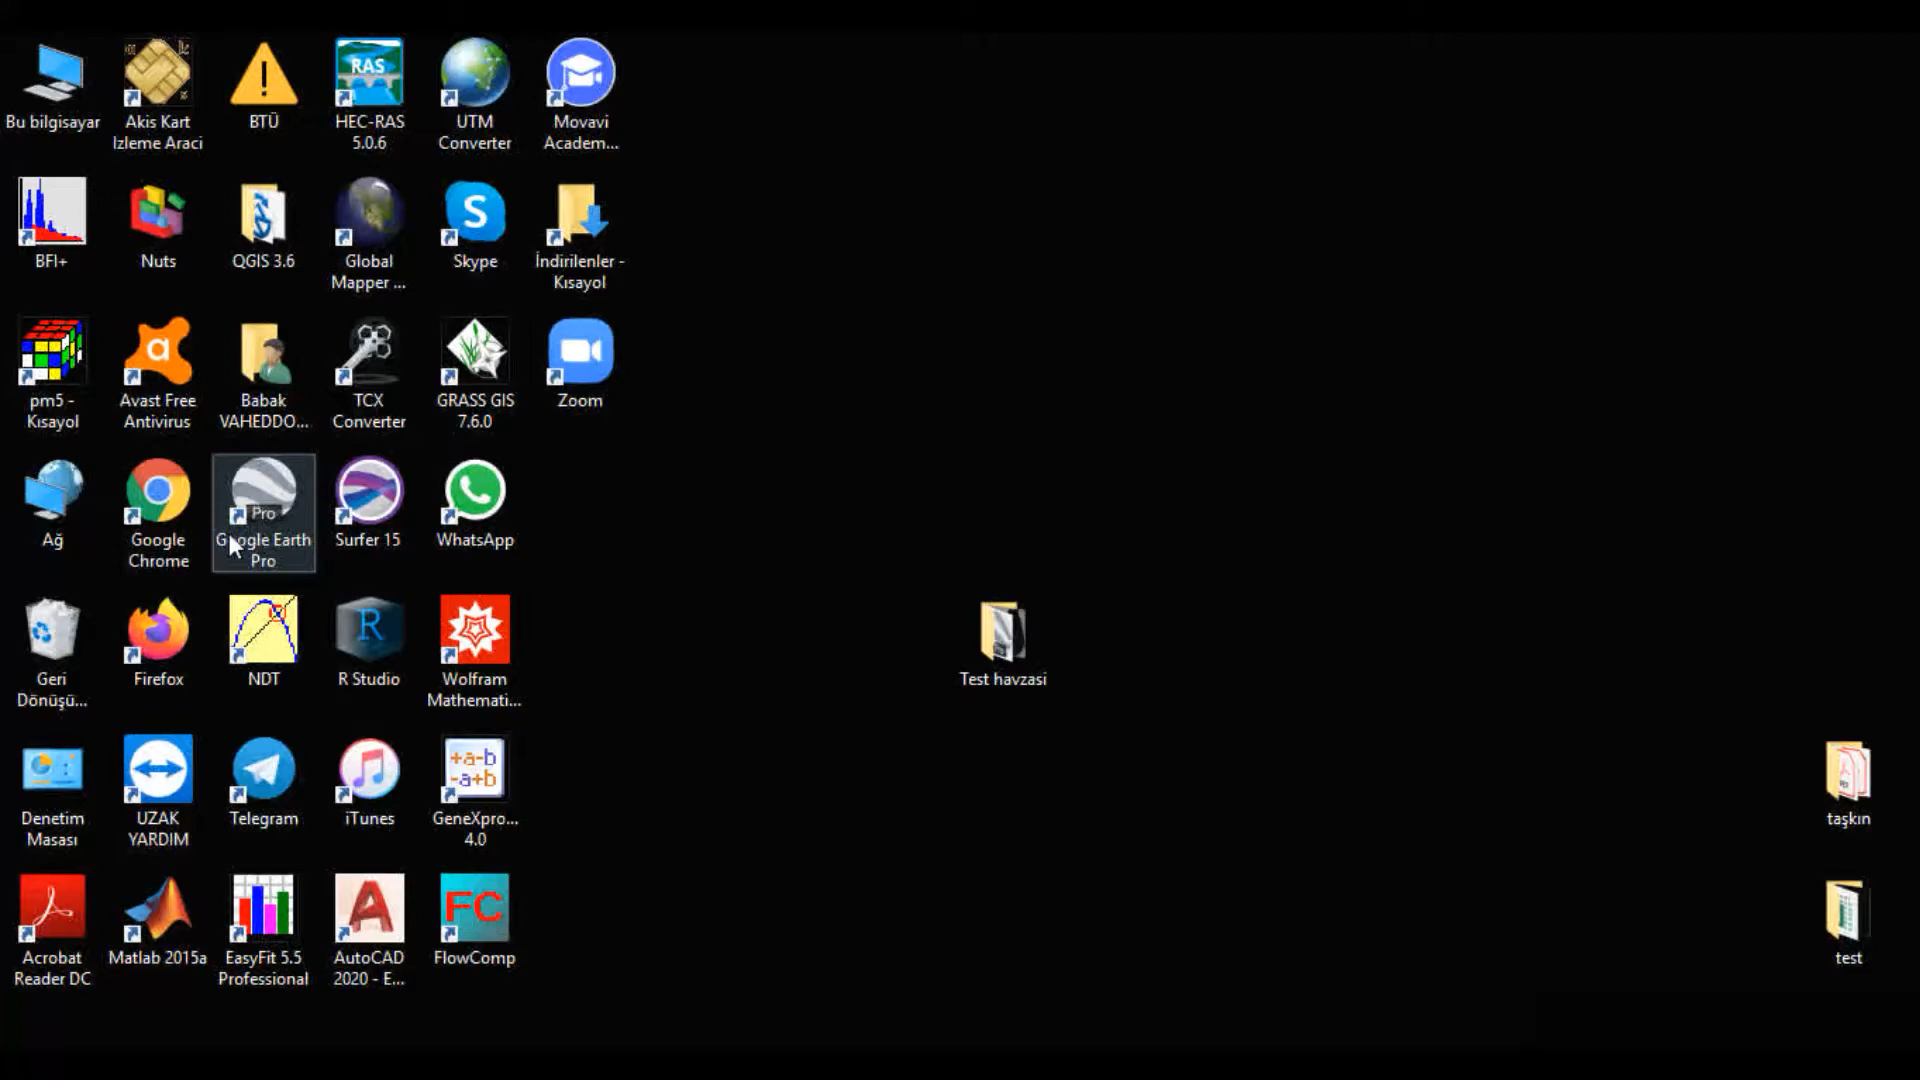 Bu bilgisayar
Akis Kart
Izleme Araci
BTÜ
RAS
HEC-RAS
5.0.6
UTM
Converter
Movavi
Academ...
BFI+
Nuts
QGIS 3.6
Global
Mapper ...
S
Skype
İndirilenler -
Kısayol
pm5 -
Kısayol
a
Avast Free
Antivirus
Babak
VAHEDDO...
TCX
Converter
GRASS GIS
7.6.0
Zoom
Ağ
Google
Chrome
Pro
Google Earth
Pro
Surfer 15
WhatsApp
Geri
Dönüşü...
Firefox
NDT
R
R Studio
Wolfram
Mathemati...
Test havzasi
Denetim
Masası
UZAK
YARDIM
Telegram
iTunes
+a-b
-a+b
GeneXpro...
4.0
taşkın
Acrobat
Reader DC
Matlab 2015a
EasyFit 5.5
Professional
A
AutoCAD
2020 - E...
FC
FlowComp
test